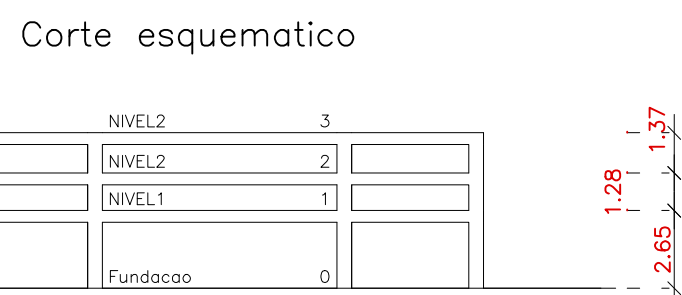 Corte esquematico
NIVEL2 3
1.37
NIVEL2 2
1.28
NIVEL1 1
2.65
Fundacao 0